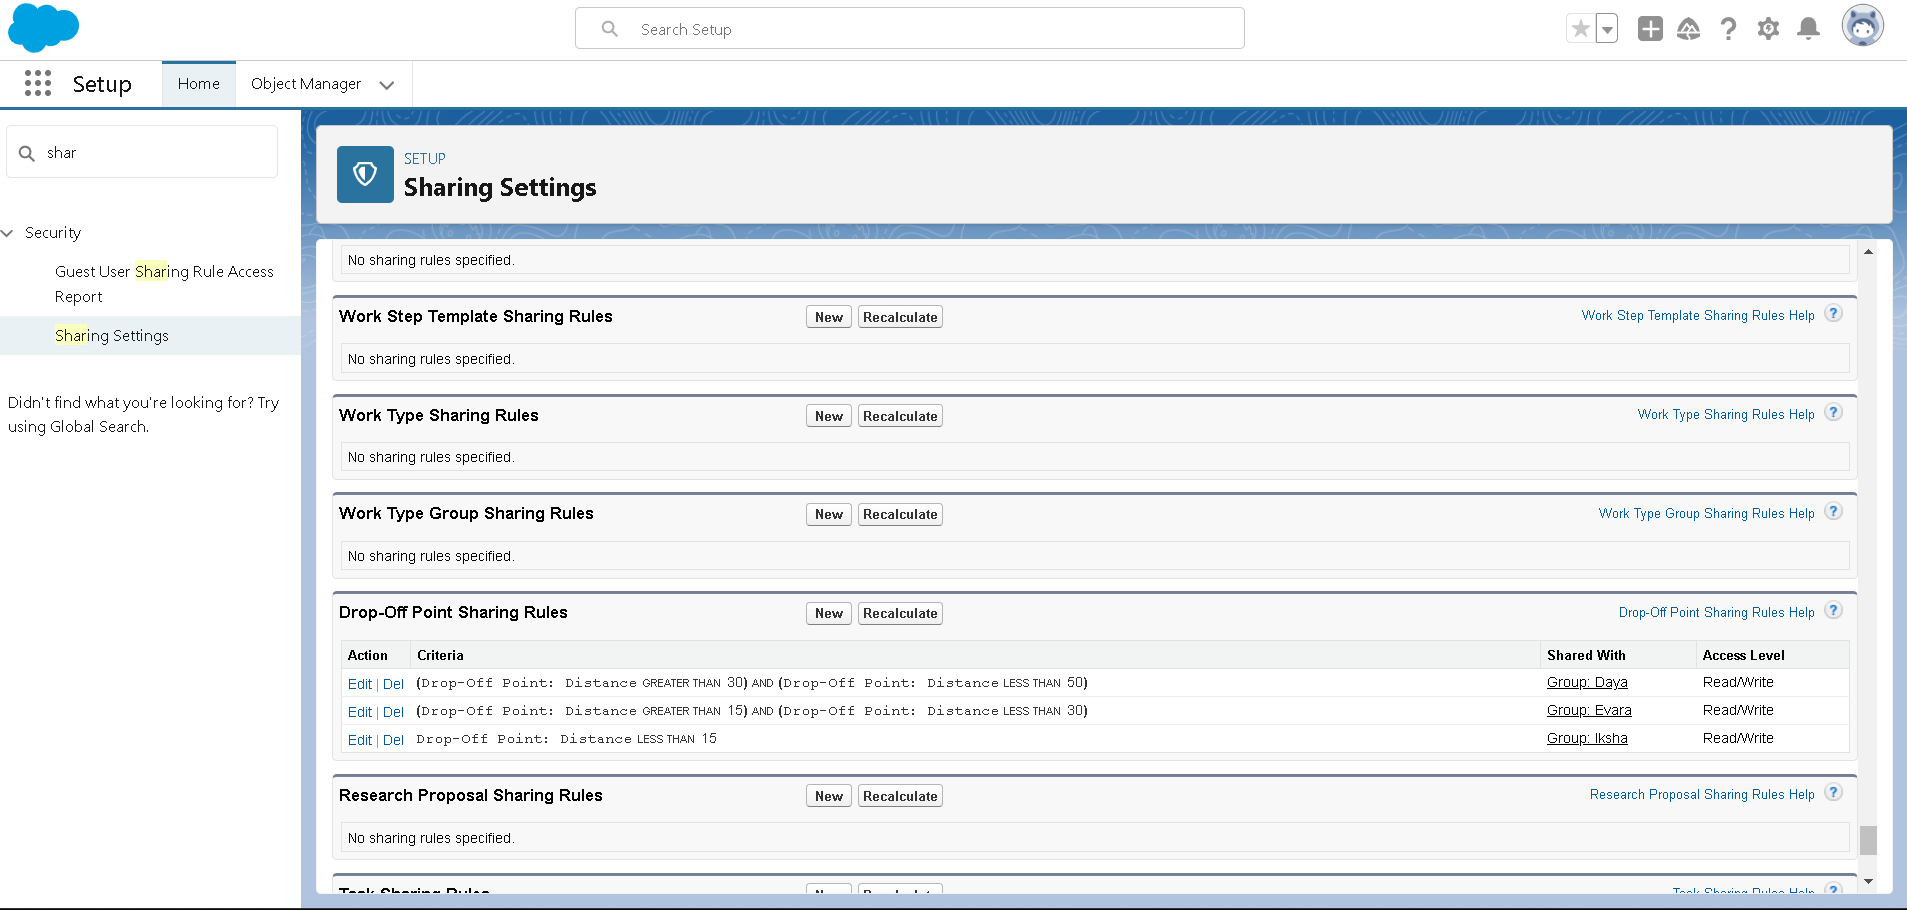 Search Setup
Setup
Home
Object Manager
shar
Security
Guest User Sharing Rule Access
Report
Sharing Settings
Didn't find what you're looking for? Try
using Global Search.
SETUP
Sharing Settings
No sharing rules specified.
Work Step Template Sharing Rules New Recalculate Work Step Template Sharing Rules Help ?
No sharing rules specified.
Work Type Sharing Rules New Recalculate Work Type Sharing Rules Help ?
No sharing rules specified.
Work Type Group Sharing Rules New Recalculate Work Type Group Sharing Rules Help ?
No sharing rules specified.
Drop-Off Point Sharing Rules New Recalculate Drop-Off Point Sharing Rules Help ?
Action Criteria Shared With Access Level
Edit | Del (Drop-Off Point: Distance GREATER THAN 30) AND (Drop-Off Point: Distance LESS THAN 50) Group: Daya Read/Write
Edit | Del (Drop-Off Point: Distance GREATER THAN 15) AND (Drop-Off Point: Distance LESS THAN 30) Group: Evara Read/Write
Edit | Del Drop-Off Point: Distance LESS THAN 15 Group: Iksha Read/Write
Research Proposal Sharing Rules New Recalculate Research Proposal Sharing Rules Help ?
No sharing rules specified.
Task Sharing Rules New Recalculate Task Sharing Rules Help ?